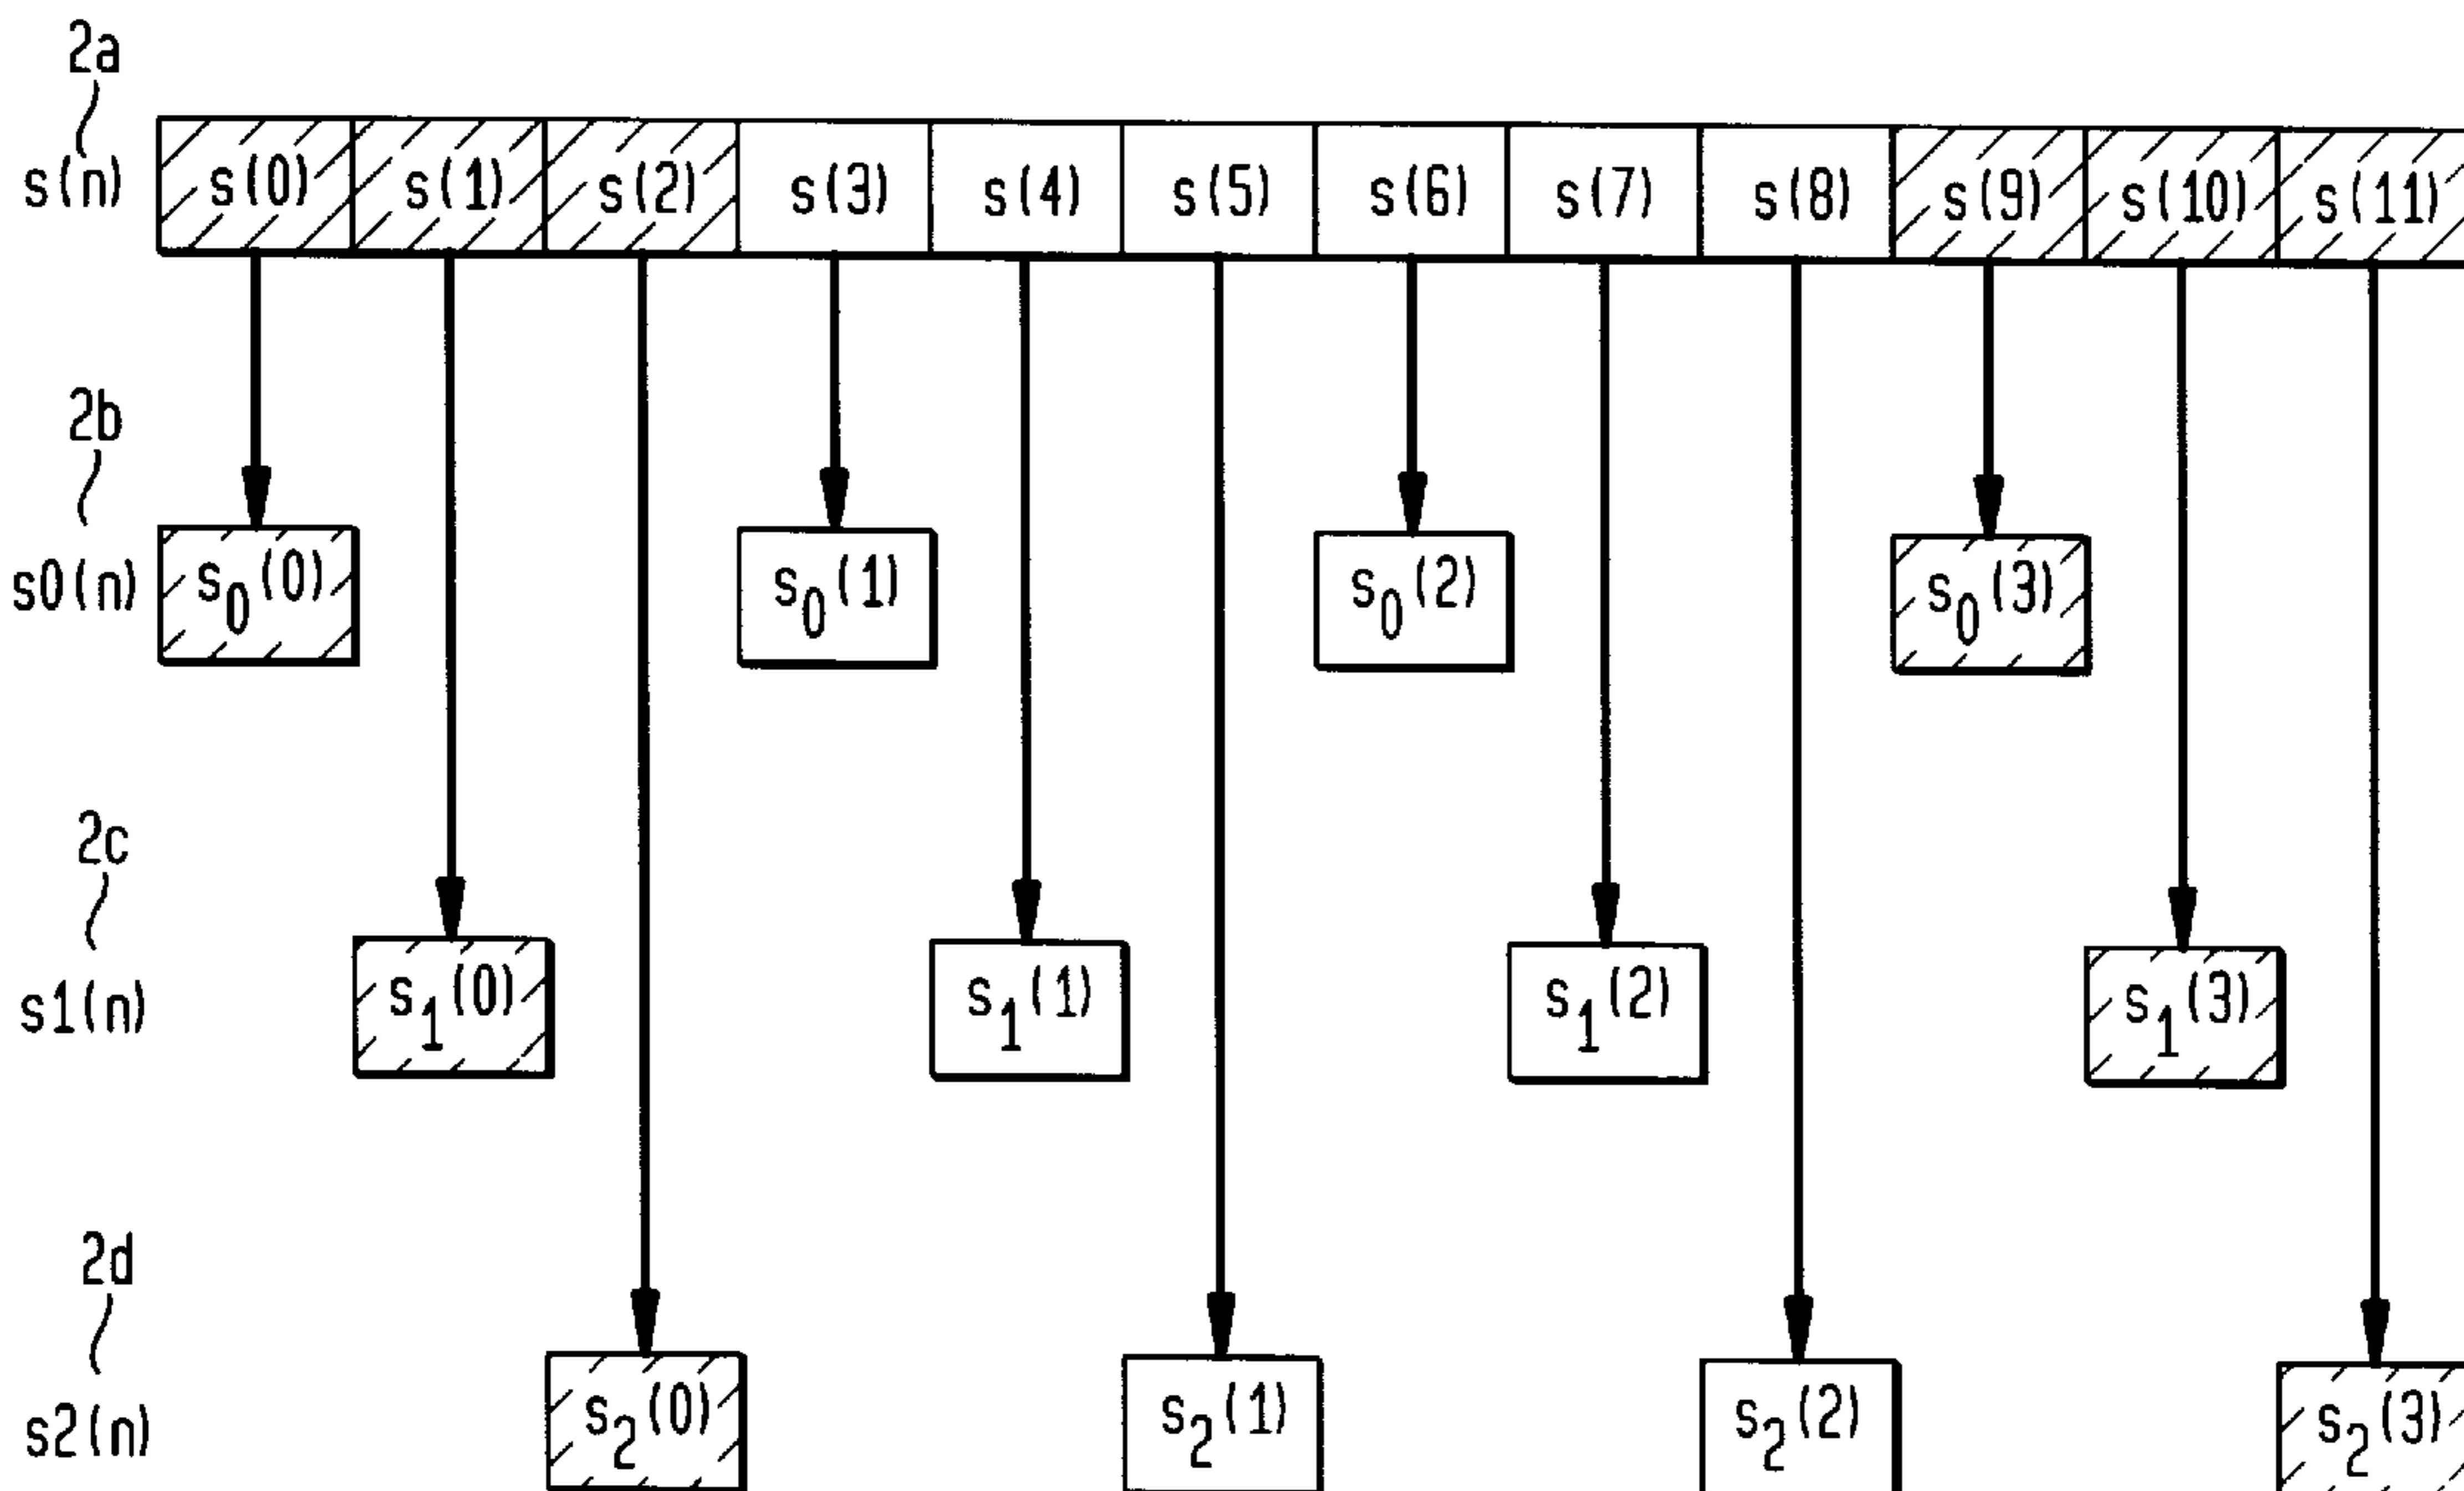 2a
s(n) s(0) s(1) s(2) s(3) s(4) s(5) s(6) s(7) s(8) s(9) s(10) s(11)
2b
s0(n) s0(0) s0(1) s0(2) s0(3)
2c
s1(n) s1(0) s1(1) s1(2) s1(3)
2d
s2(n) s2(0) s2(1) s2(2) s2(3)